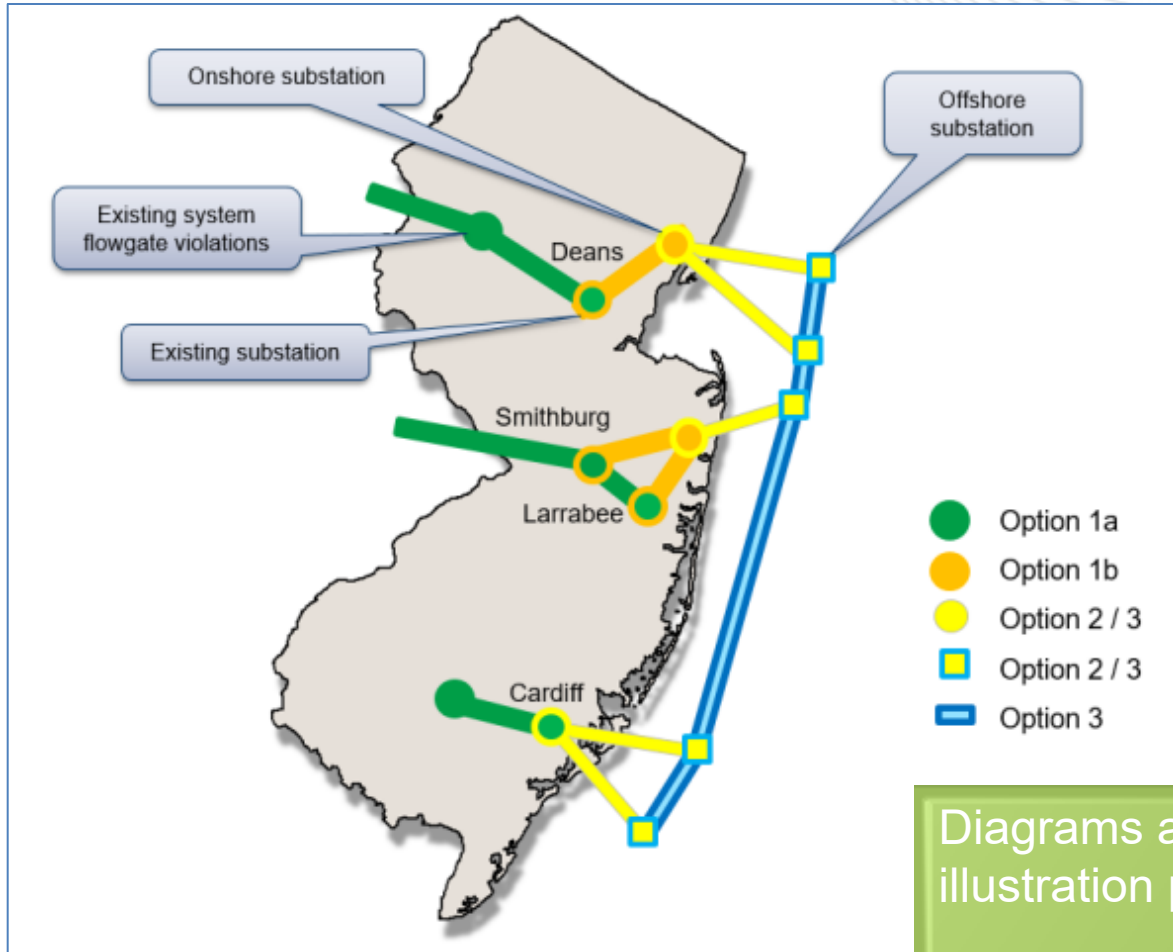 Onshore substation
Offshore
substation
Existing system
flowgate violations
Deans
Existing substation
Smithburg
Larrabee
Cardiff
Option 1a
Option 1b
Option 2 / 3
Option 2 / 3
Option 3
Diagrams
illustration